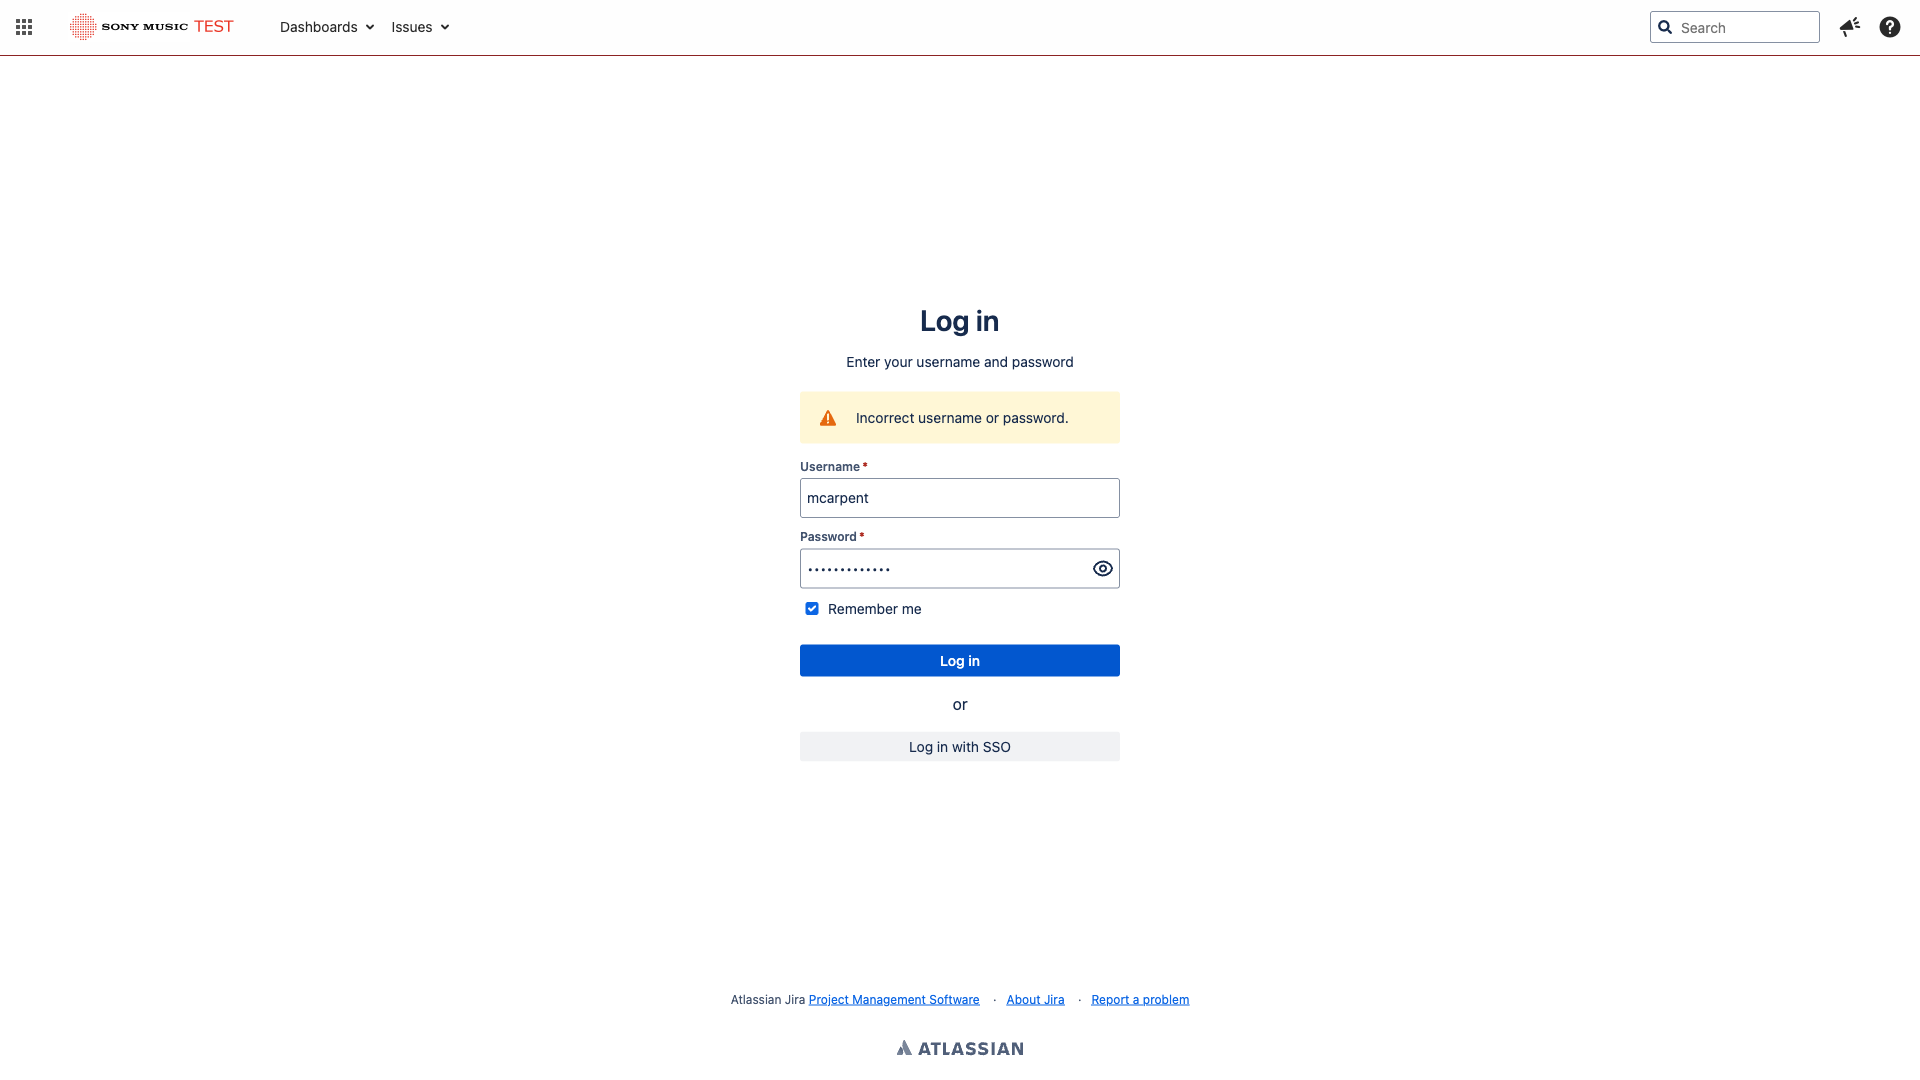 SONY MUSIC TEST
Dashboards
Issues
Search
Log in
Enter your username and password
Incorrect username or password.
Username *
mcarpent
Password *
•••••••••••••
Remember me
Log in
or
Log in with SSO
Atlassian Jira Project Management Software · About Jira · Report a problem
ATLASSIAN